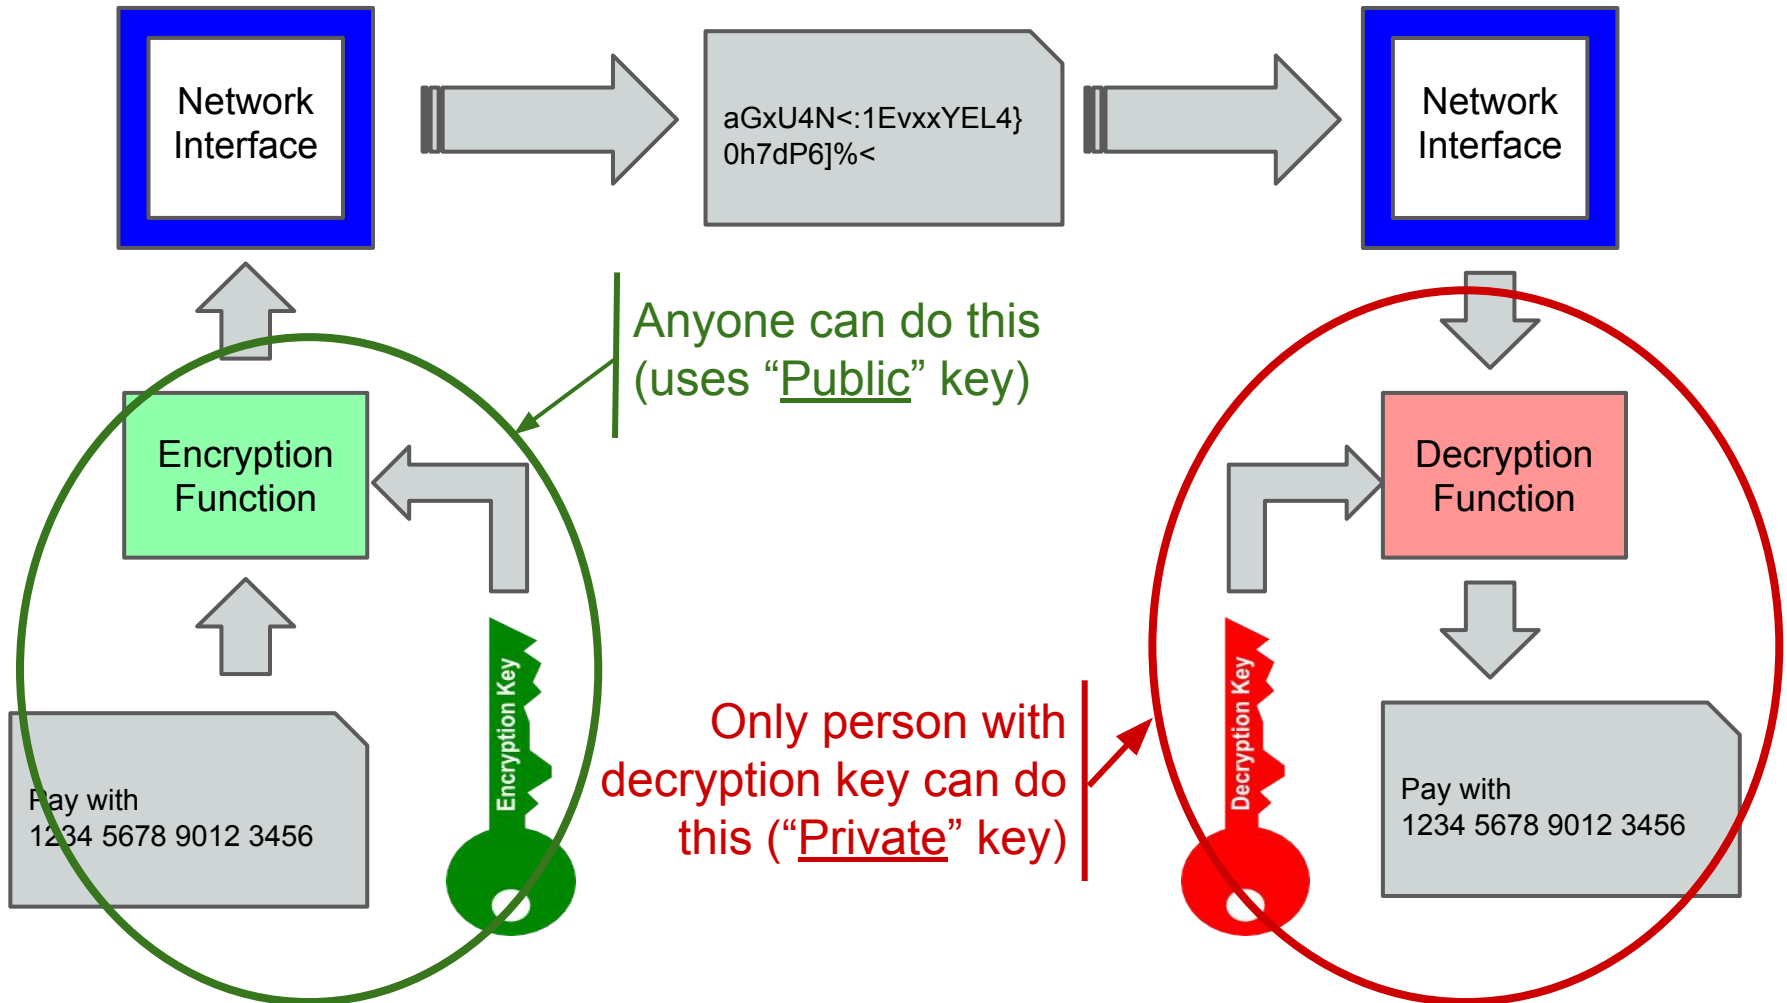 Network
Interface
aGxU4N<:1EvxxYEL4}
0h7dP6]%<
Network
Interface
Anyone can do this
(uses “Public” key)
Encryption
Function
Decryption
Function
Encryption Key
Decryption Key
Only person with
decryption key can do
this (“Private” key)
Pay with
1234 5678 9012 3456
Pay with
1234 5678 9012 3456